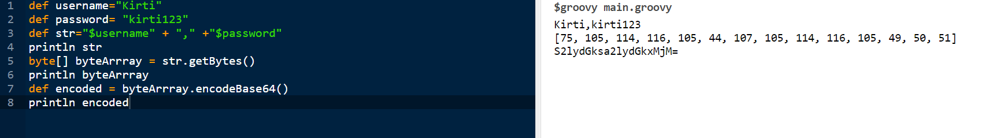 1 def username="Kirti"
2 def password= "kirti123"
3 def str="$username" + "," +"$password"
4 println str
5 byte[] byteArrray = str.getBytes()
6 println byteArrray
7 def encoded = byteArrray.encodeBase64()
8 println encoded
$groovy main.groovy
Kirti,kirti123
[75, 105, 114, 116, 105, 44, 107, 105, 114, 116, 105, 49, 50, 51]
S2lydGksa2lydGkxMjM=